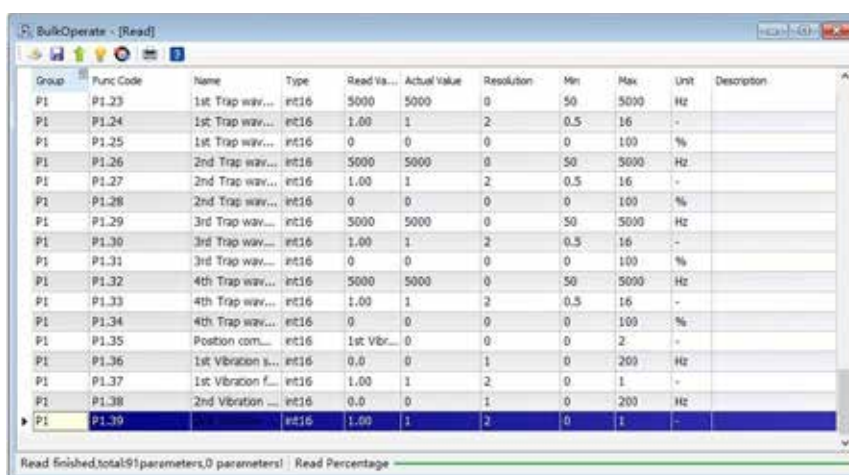 BulkOperate - [Read]
Group Func Code Name Type Read Va... Actual Value Resolution Min Max Unit Description
P1 P1.23 1st Trap wav... int16 5000 5000 0 50 5000 Hz
P1 P1.24 1st Trap wav... int16 1.00 1 2 0.5 16 -
P1 P1.25 1st Trap wav... int16 0 0 0 0 100 %
P1 P1.26 2nd Trap wav... int16 5000 5000 0 50 5000 Hz
P1 P1.27 2nd Trap wav... int16 1.00 1 2 0.5 16 -
P1 P1.28 2nd Trap wav... int16 0 0 0 0 100 %
P1 P1.29 3rd Trap wav... int16 5000 5000 0 50 5000 Hz
P1 P1.30 3rd Trap wav... int16 1.00 1 2 0.5 16 -
P1 P1.31 3rd Trap wav... int16 0 0 0 0 100 %
P1 P1.32 4th Trap wav... int16 5000 5000 0 50 5000 Hz
P1 P1.33 4th Trap wav... int16 1.00 1 2 0.5 16 -
P1 P1.34 4th Trap wav... int16 0 0 0 0 100 %
P1 P1.35 Position com... int16 1st Vibr... 0 0 0 2 -
P1 P1.36 1st Vibration s... int16 0.0 0 1 0 200 Hz
P1 P1.37 1st Vibration f... int16 1.00 1 2 0 1 -
P1 P1.38 2nd Vibration ... int16 0.0 0 1 0 200 Hz
P1 P1.39 int16 1.00 1 2 0 1 -
Read finished,total:91parameters,0 parameters! Read Percentage